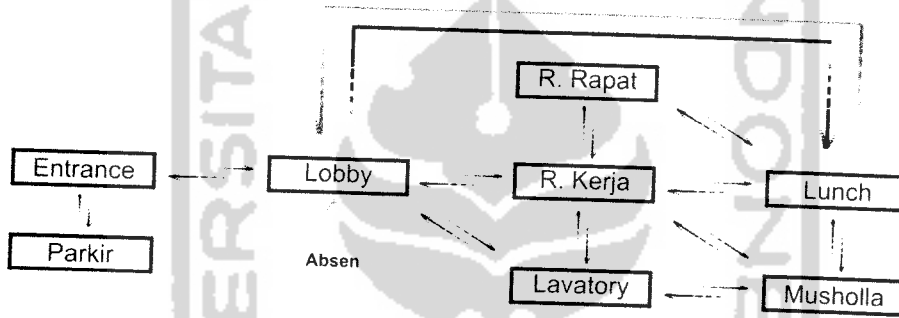 R. Rapat
Entrance
Lobby
R. Kerja
Lunch
Parkir
Absen
Lavatory
Musholla